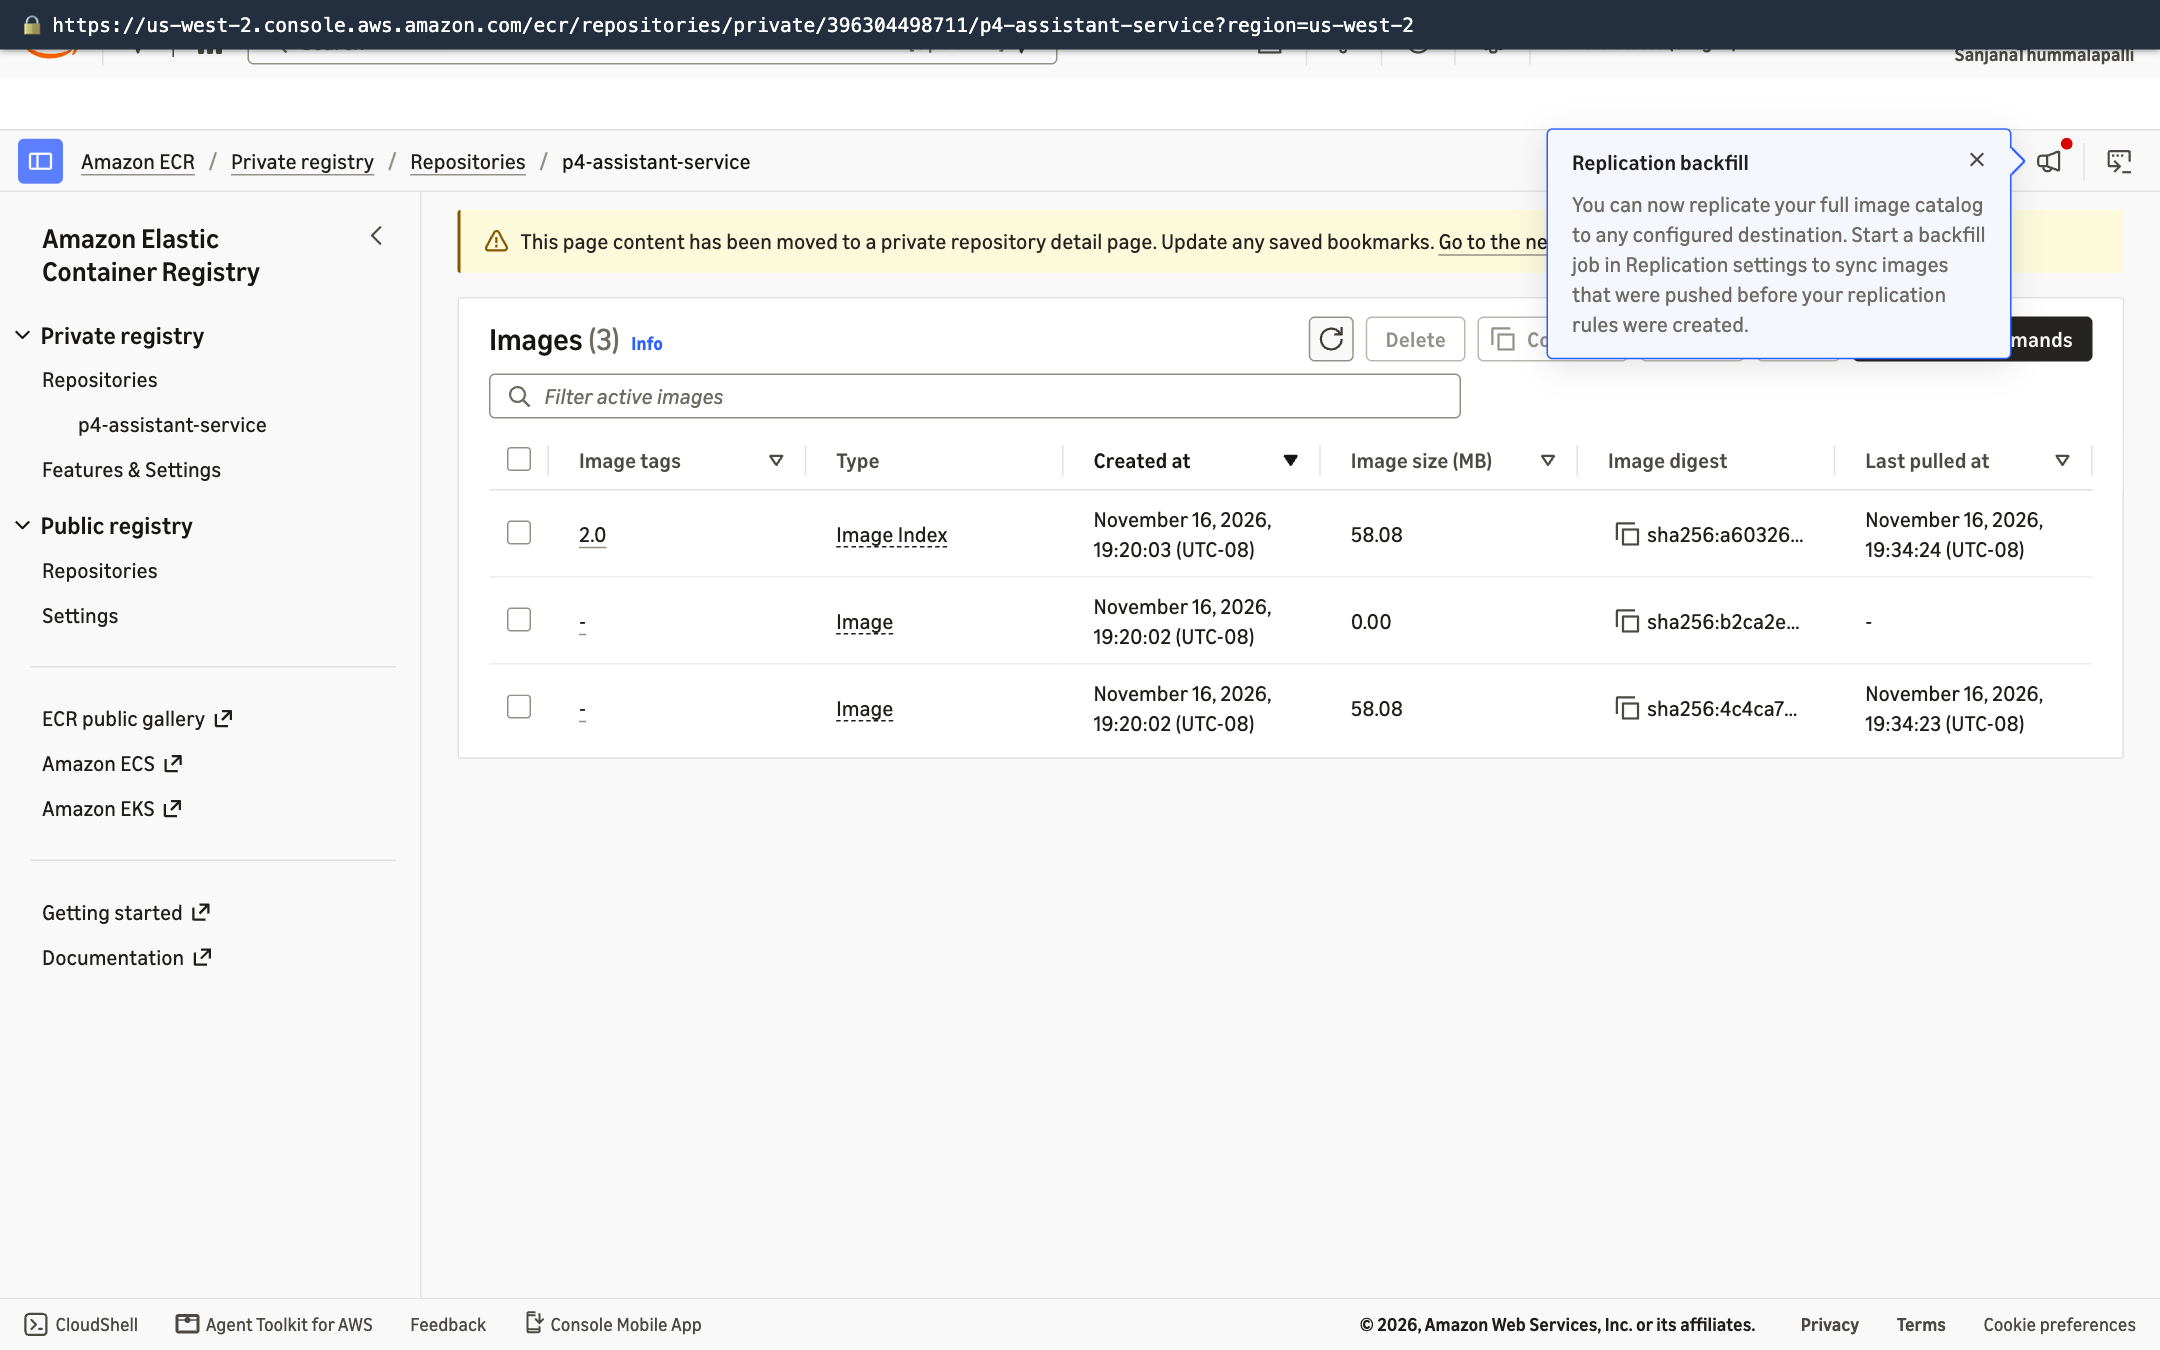 https://us-west-2.console.aws.amazon.com/ecr/repositories/private/396304498711/p4-assistant-service?region=us-west-2
SanjanaThummalapalli
Amazon ECR / Private registry / Repositories / p4-assistant-service
Replication backfill
You can now replicate your full image catalog
to any configured destination. Start a backfill
job in Replication settings to sync images
that were pushed before your replication
rules were created.
Amazon Elastic
Container Registry
Private registry
Repositories
p4-assistant-service
Features & Settings
Public registry
Repositories
Settings
ECR public gallery
Amazon ECS
Amazon EKS
Getting started
Documentation
This page content has been moved to a private repository detail page. Update any saved bookmarks. Go to the ne
Images (3) Info
Delete
Co
mands
Filter active images
Image tags Type Created at Image size (MB) Image digest Last pulled at
2.0 Image Index November 16, 2026, 19:20:03 (UTC-08) 58.08 sha256:a60326... November 16, 2026, 19:34:24 (UTC-08)
- Image November 16, 2026, 19:20:02 (UTC-08) 0.00 sha256:b2ca2e... -
- Image November 16, 2026, 19:20:02 (UTC-08) 58.08 sha256:4c4ca7... November 16, 2026, 19:34:23 (UTC-08)
CloudShell Agent Toolkit for AWS Feedback Console Mobile App © 2026, Amazon Web Services, Inc. or its affiliates. Privacy Terms Cookie preferences